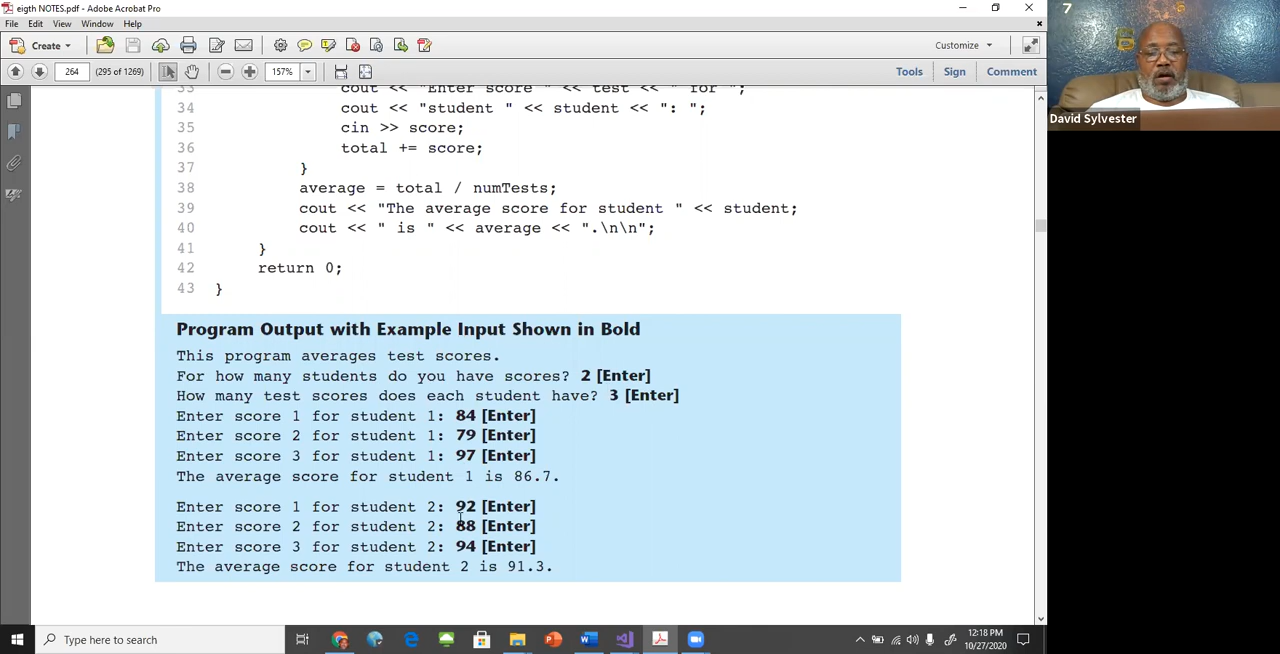 eigth NOTES.pdf - Adobe Acrobat Pro
File Edit View Window Help
Create Customize
264 (295 of 1269) 157% Tools Sign Comment
33 cout << "Enter score " << test << " for ";
34 cout << "student " << student << ": ";
35 cin >> score;
36 total += score;
37 }
38 average = total / numTests;
39 cout << "The average score for student " << student;
40 cout << " is " << average << ".\n\n";
41 }
42 return 0;
43 }
Program Output with Example Input Shown in Bold
This program averages test scores.
For how many students do you have scores? 2 [Enter]
How many test scores does each student have? 3 [Enter]
Enter score 1 for student 1: 84 [Enter]
Enter score 2 for student 1: 79 [Enter]
Enter score 3 for student 1: 97 [Enter]
The average score for student 1 is 86.7.
Enter score 1 for student 2: 92 [Enter]
Enter score 2 for student 2: 88 [Enter]
Enter score 3 for student 2: 94 [Enter]
The average score for student 2 is 91.3.
Type here to search
12:18 PM
10/27/2020
7
David Sylvester